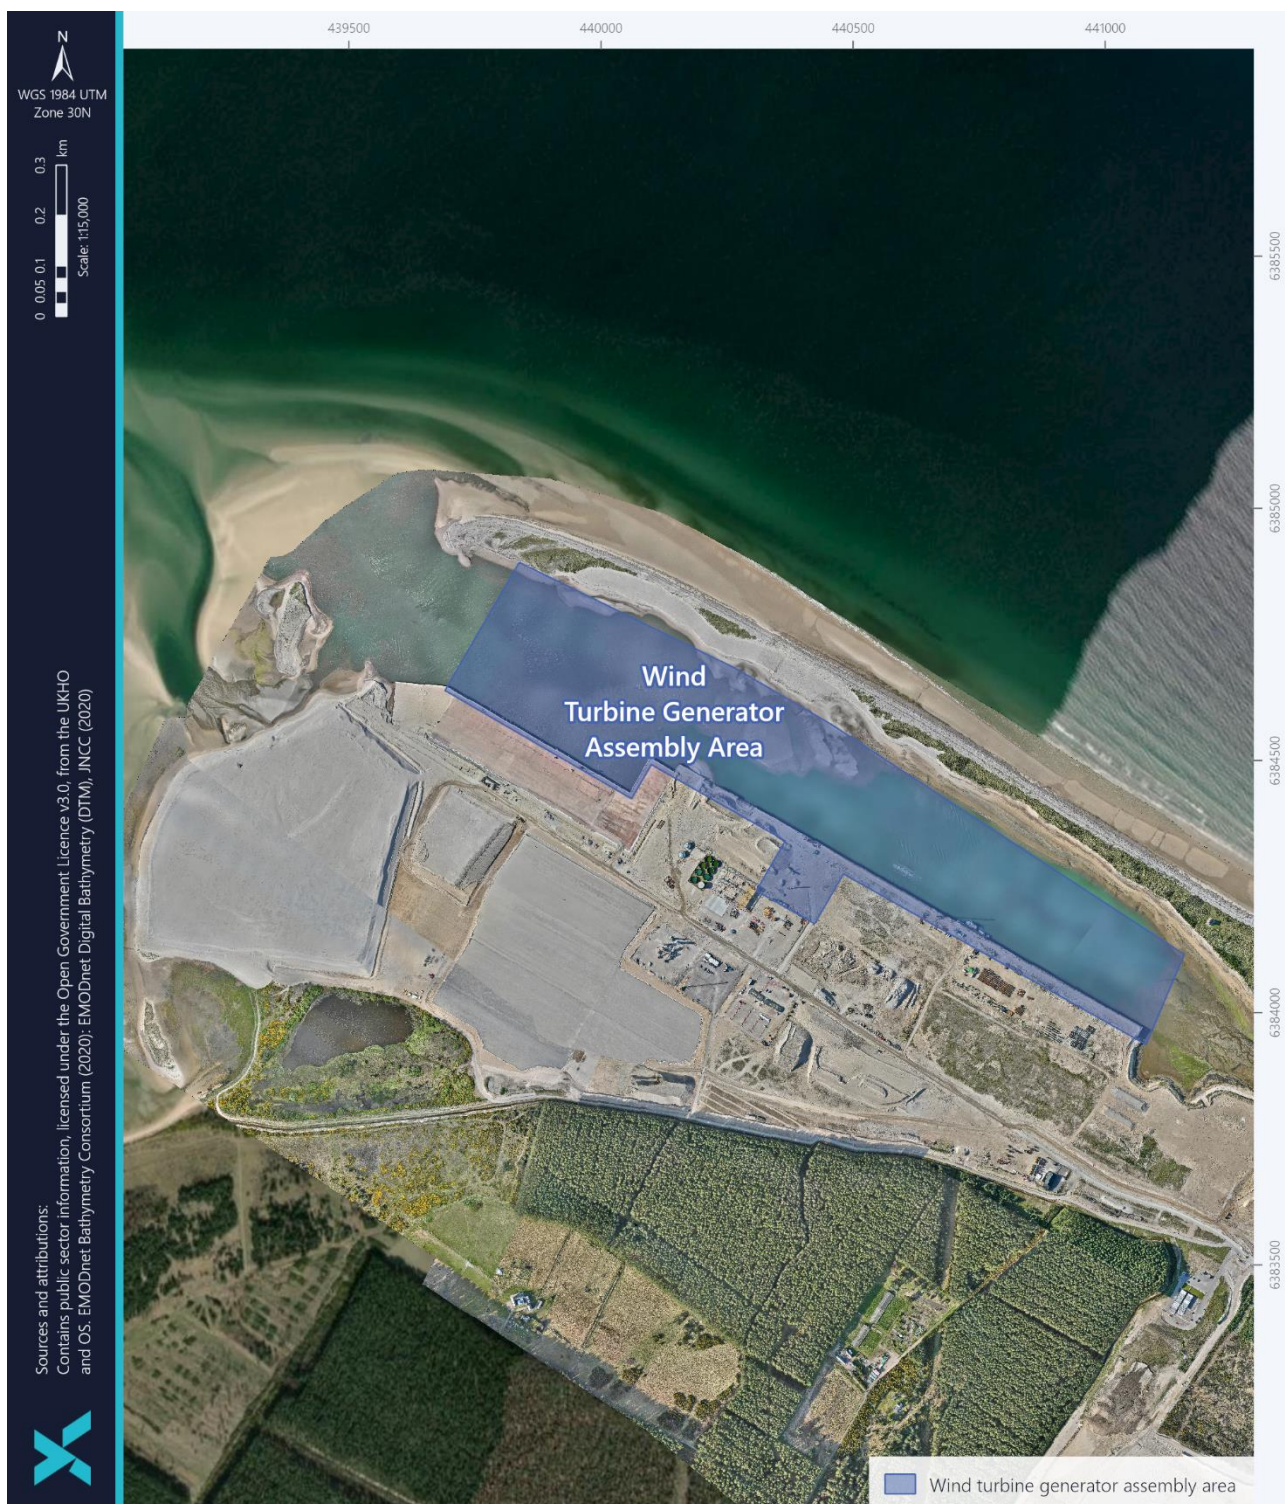 439500
440000
440500
441000
N
WGS 1984 UTM
Zone 30N
0 0.05 0.1 0.2 0.3
km
Scale: 1:15,000
6385500
6385000
6384500
6384000
6383500
Wind
Turbine Generator
Assembly Area
Sources and attributions:
Contains public sector information, licensed under the Open Government Licence v3.0, from the UKHO
and OS. EMODnet Bathymetry Consortium (2020): EMODnet Digital Bathymetry (DTM), JNCC (2020)
Wind turbine generator assembly area